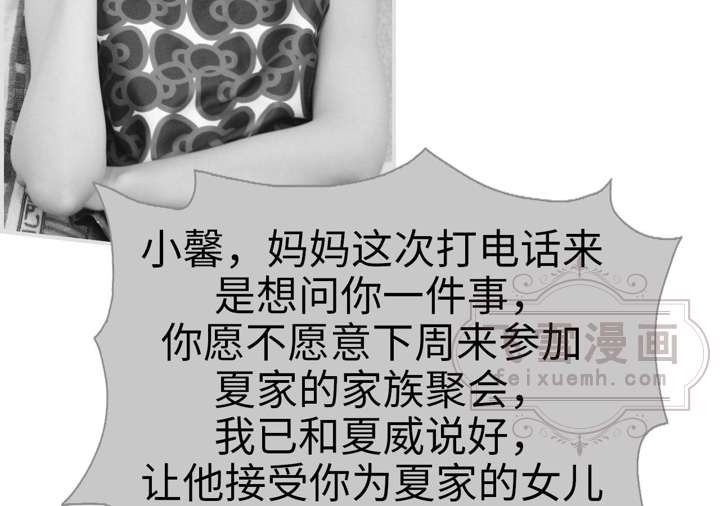 小馨，妈妈这次打电话来
是想问你一件事，
你愿不愿意下周来参加
夏家的家族聚会，
我已和夏威说好，
让他接受你为夏家的女儿
漫画
feixuemh.com